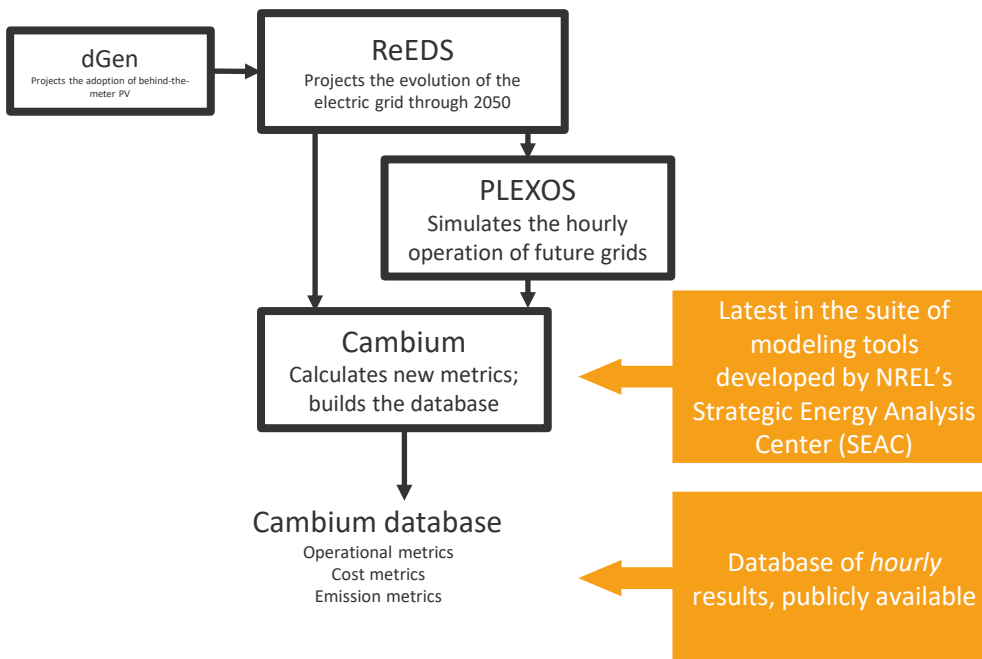 dGen
Projects the adoption of behind-the-
meter PV
ReEDS
Projects the evolution of the
electric grid through 2050
PLEXOS
Simulates the hourly
operation of future grids
Cambium
Calculates new metrics;
builds the database
Latest in the suite of
modeling tools
developed by NREL’s
Strategic Energy Analysis
Center (SEAC)
Cambium database
Operational metrics
Cost metrics
Emission metrics
Database of hourly
results, publicly available